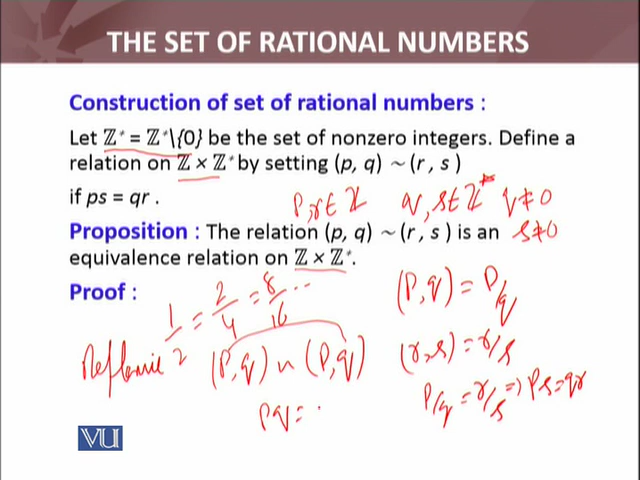 THE SET OF RATIONAL NUMBERS
Construction of set of rational numbers :
Let ℤ* = ℤ*\{0} be the set of nonzero integers. Define a
relation on ℤ × ℤ* by setting (p, q) ~ (r, s)
if ps = qr .
p, r ∈ ℤ q, s ∈ ℤ* q ≠ 0
s ≠ 0
Proposition : The relation (p, q) ~ (r, s) is an
equivalence relation on ℤ × ℤ*.
Proof :
1/2 = 2/4 = 8/16 ...
(p, q) = p/q
Reflexive
(p, q) ~ (p, q)
(r, s) = r/s
pq = .
p/q = r/s => ps = qr
VU